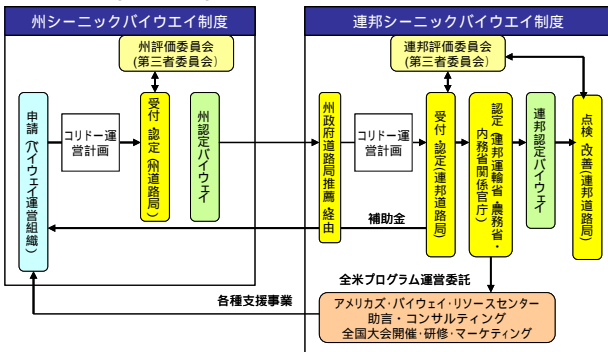 州シーニックバイウエイ制度
連邦シーニックバイウエイ制度
州評価委員会
(第三者委員会)
連邦評価委員会
(第三者委員会)
申請(バイウェイ運営組織)
コリドー運
営計画
受付・認定(州道路局)
州認定バイウェイ
州政府道路局推薦・経由
コリドー運
営計画
受付・認定(連邦道路局)
認定(連邦運輸省・農務省・
内務省関係官庁)
連邦認定バイウェイ
点検・改善(連邦道路局)
補助金
全米プログラム運営委託
各種支援事業
アメリカズ・バイウェイ・リソースセンター
助言・コンサルティング
全国大会開催・研修・マーケティング